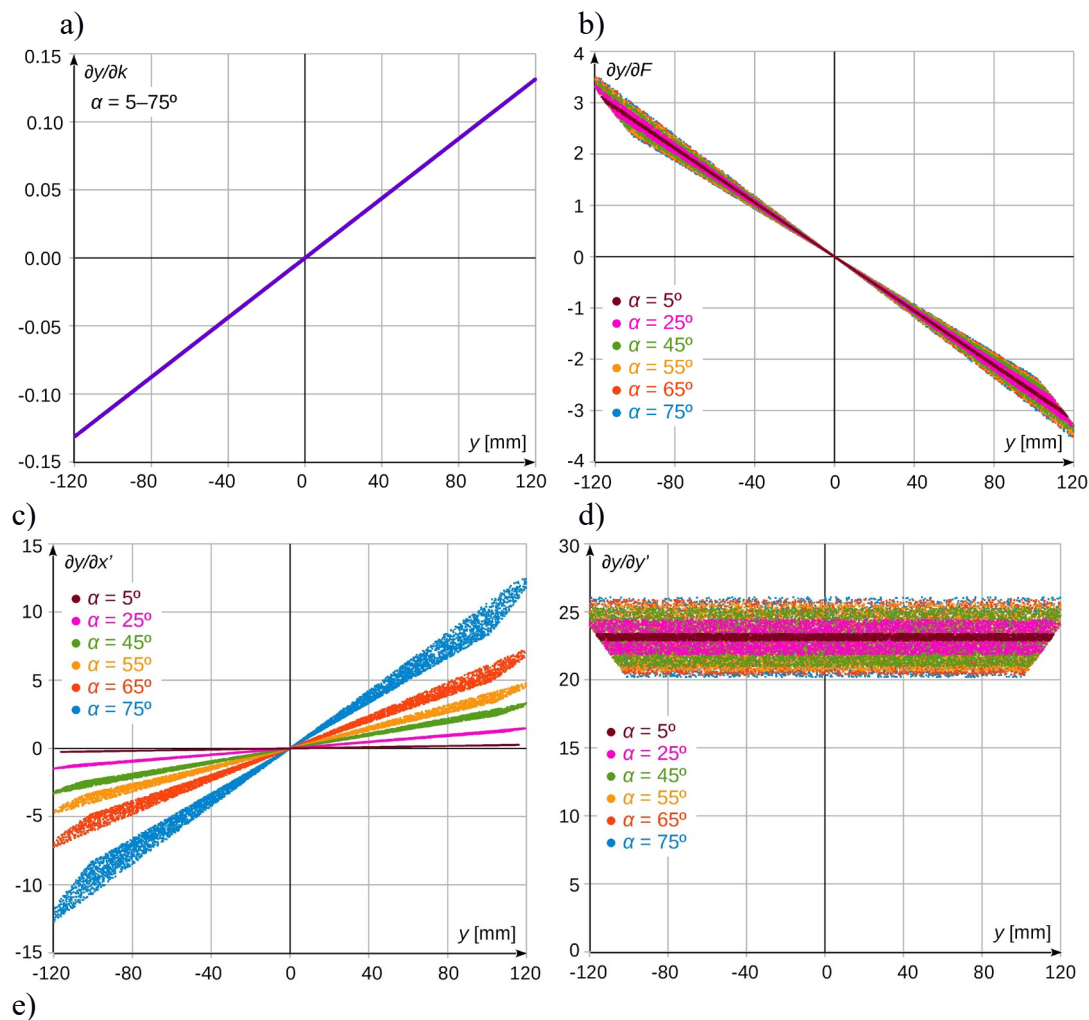 a)
0.15
∂y/∂k
α = 5–75º
0.10
0.05
0.00
-0.05
-0.10
y [mm]
-0.15
-120 -80 -40 0 40 80 120
b)
4
∂y/∂F
3
2
1
0
-1
-2
-3
-4
α = 5º
α = 25º
α = 45º
α = 55º
α = 65º
α = 75º
y [mm]
-120 -80 -40 0 40 80 120
c)
15
∂y/∂x’
10
5
0
-5
-10
-15
α = 5º
α = 25º
α = 45º
α = 55º
α = 65º
α = 75º
y [mm]
-120 -80 -40 0 40 80 120
d)
30
∂y/∂y’
25
20
15
10
5
0
α = 5º
α = 25º
α = 45º
α = 55º
α = 65º
α = 75º
y [mm]
-120 -80 -40 0 40 80 120
e)